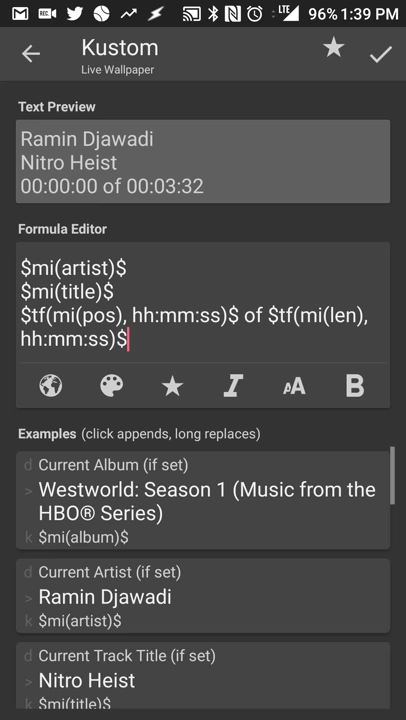 LTE 96% 1:39 PM
Kustom
Live Wallpaper
Text Preview
Ramin Djawadi
Nitro Heist
00:00:00 of 00:03:32
Formula Editor
$mi(artist)$
$mi(title)$
$tf(mi(pos), hh:mm:ss)$ of $tf(mi(len),
hh:mm:ss)$
I AA B
Examples (click appends, long replaces)
d Current Album (if set)
> Westworld: Season 1 (Music from the
HBO® Series)
k $mi(album)$
d Current Artist (if set)
> Ramin Djawadi
k $mi(artist)$
d Current Track Title (if set)
> Nitro Heist
k $mi(title)$